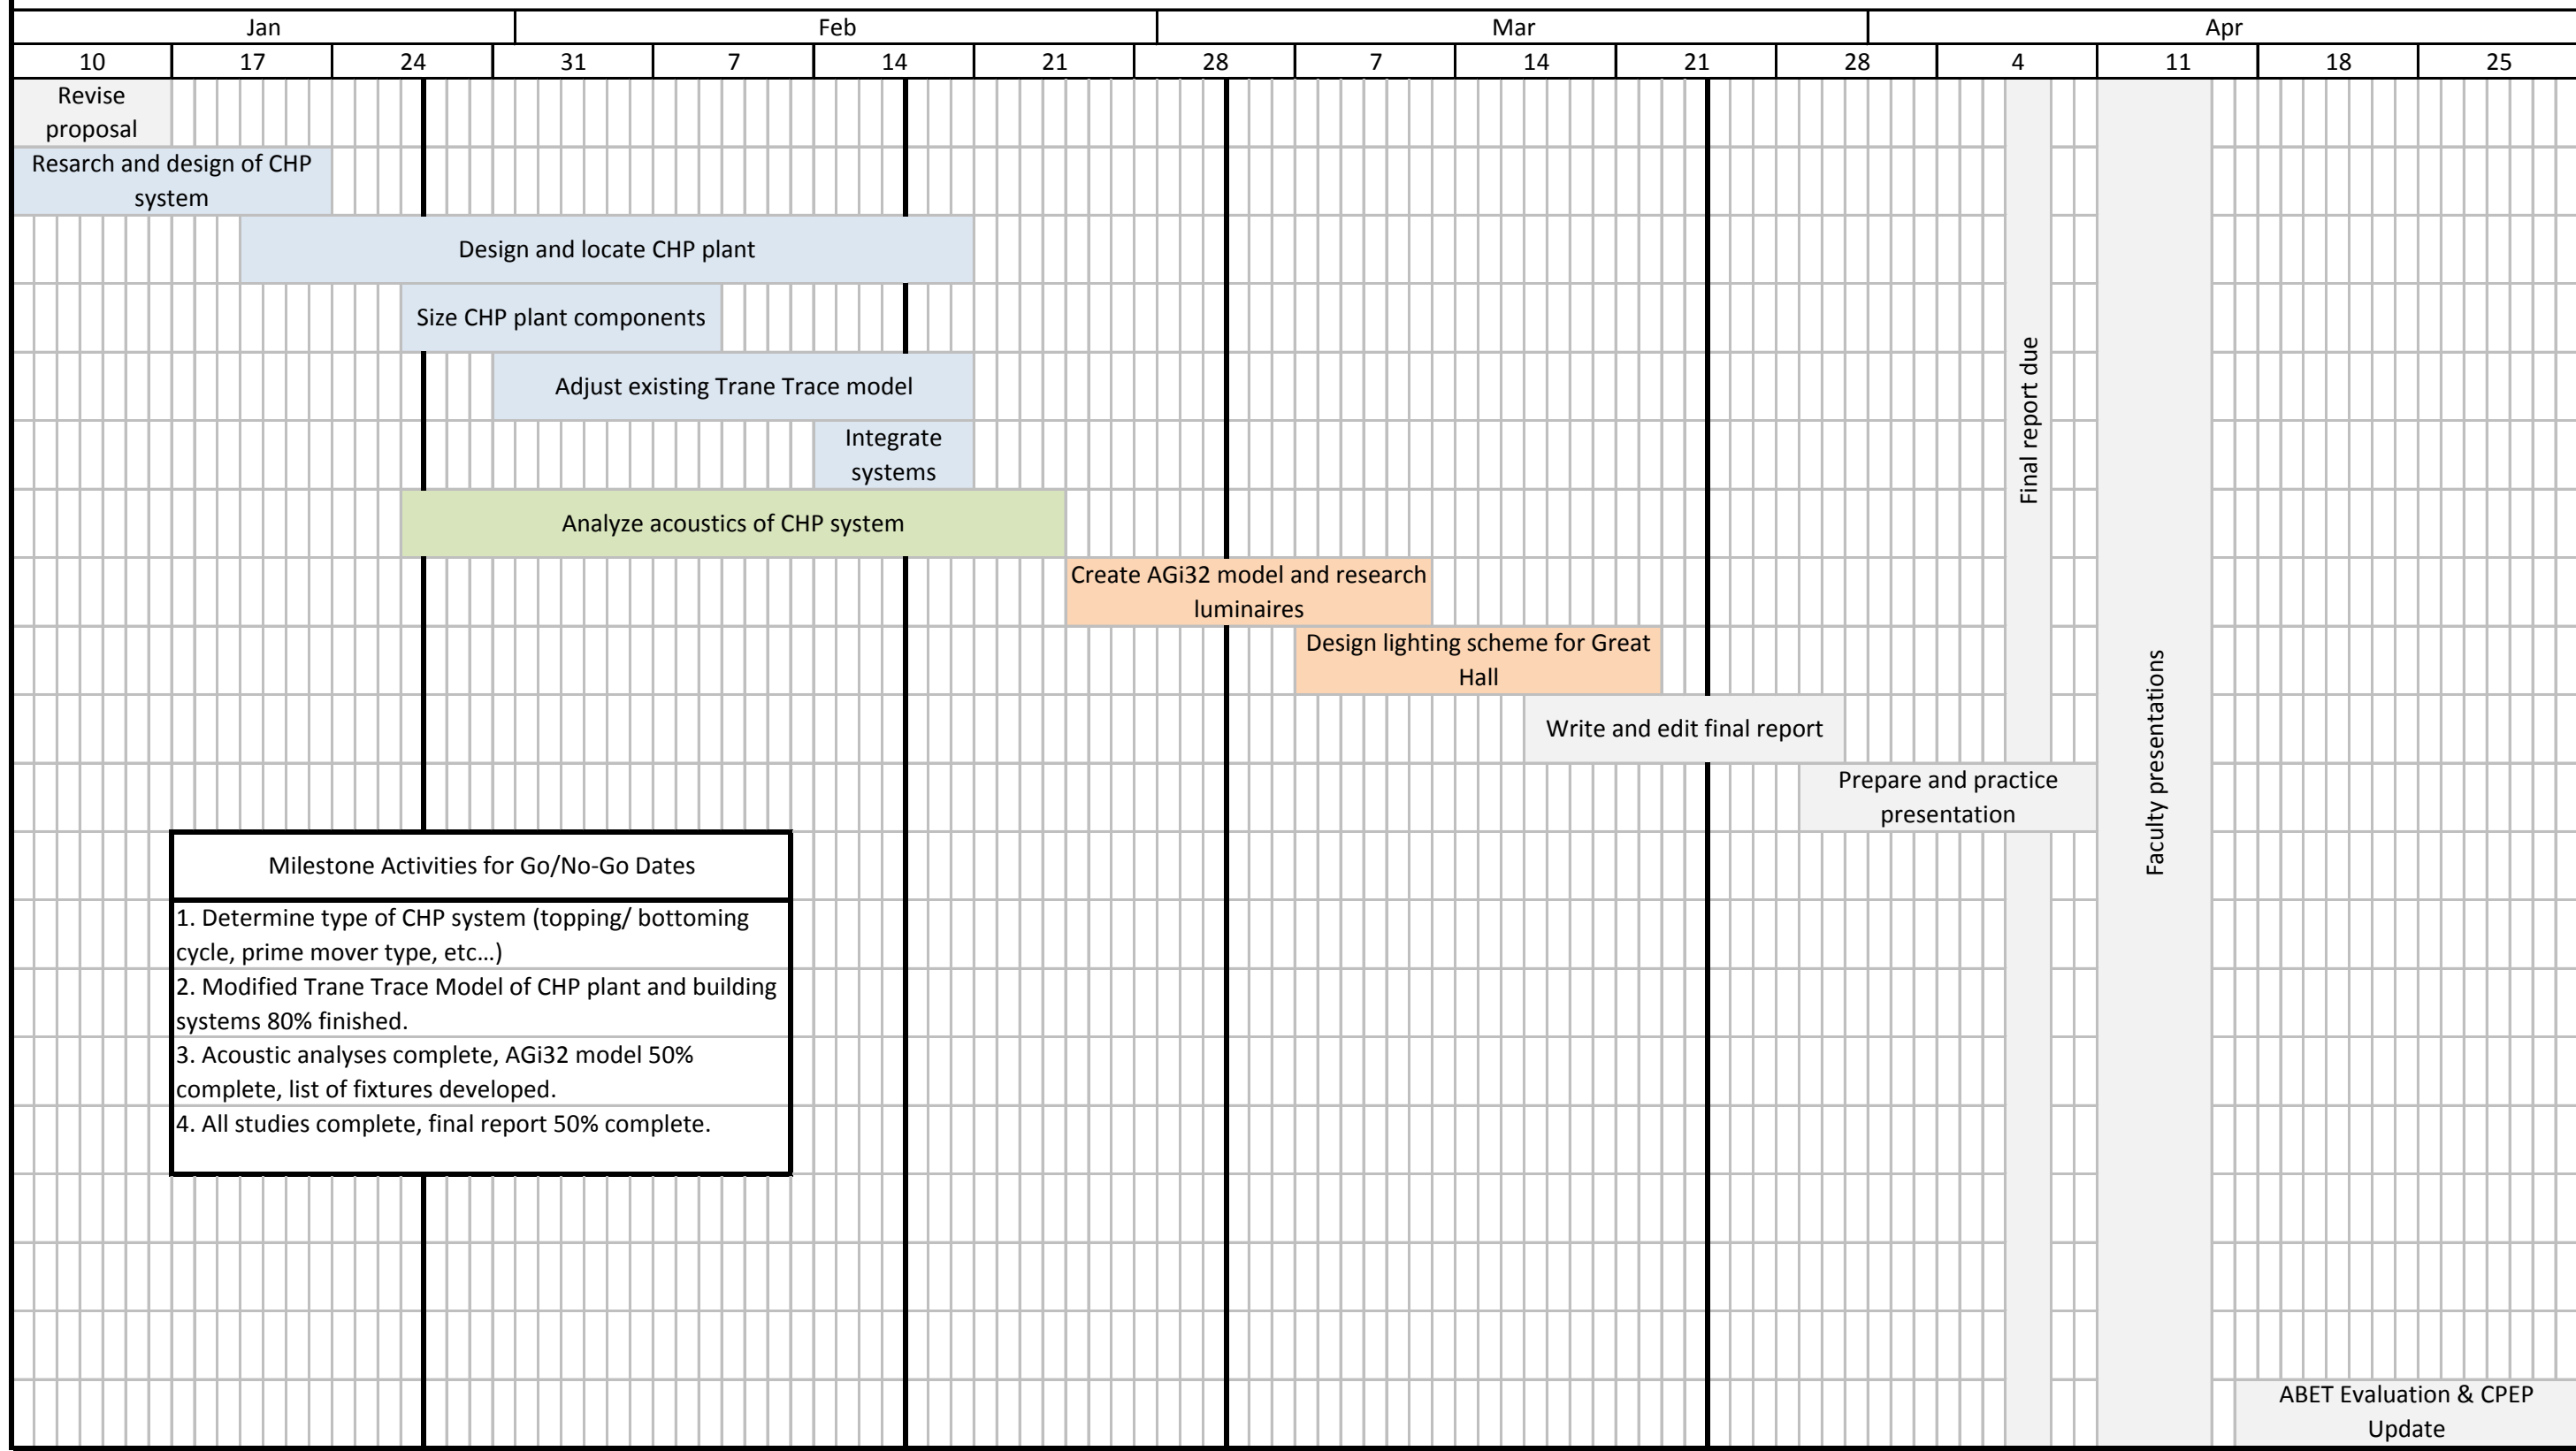 Jan Feb Mar Apr
10 17 24 31 7 14 21 28 7 14 21 28 4 11 18 25
Revise
proposal
Resarch and design of CHP
system
Design and locate CHP plant
Size CHP plant components
Adjust existing Trane Trace model
Integrate
systems
Analyze acoustics of CHP system
Create AGi32 model and research
luminaires
Design lighting scheme for Great
Hall
Write and edit final report
Prepare and practice
presentation
Final report due
Faculty presentations
Milestone Activities for Go/No-Go Dates
1. Determine type of CHP system (topping/ bottoming
cycle, prime mover type, etc...)
2. Modified Trane Trace Model of CHP plant and building
systems 80% finished.
3. Acoustic analyses complete, AGi32 model 50%
complete, list of fixtures developed.
4. All studies complete, final report 50% complete.
ABET Evaluation & CPEP
Update